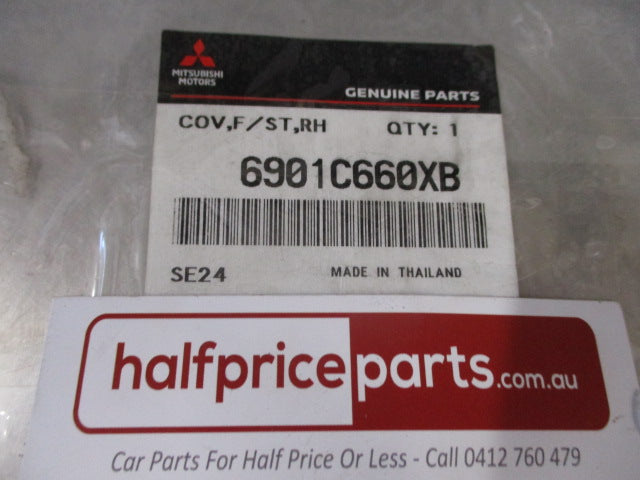 MITSUBISHI
MOTORS
GENUINE PARTS
COV,F/ST,RH QTY: 1
6901C660XB
SE24 MADE IN THAILAND
halfpriceparts.com.au
Car Parts For Half Price Or Less - Call 0412 760 479